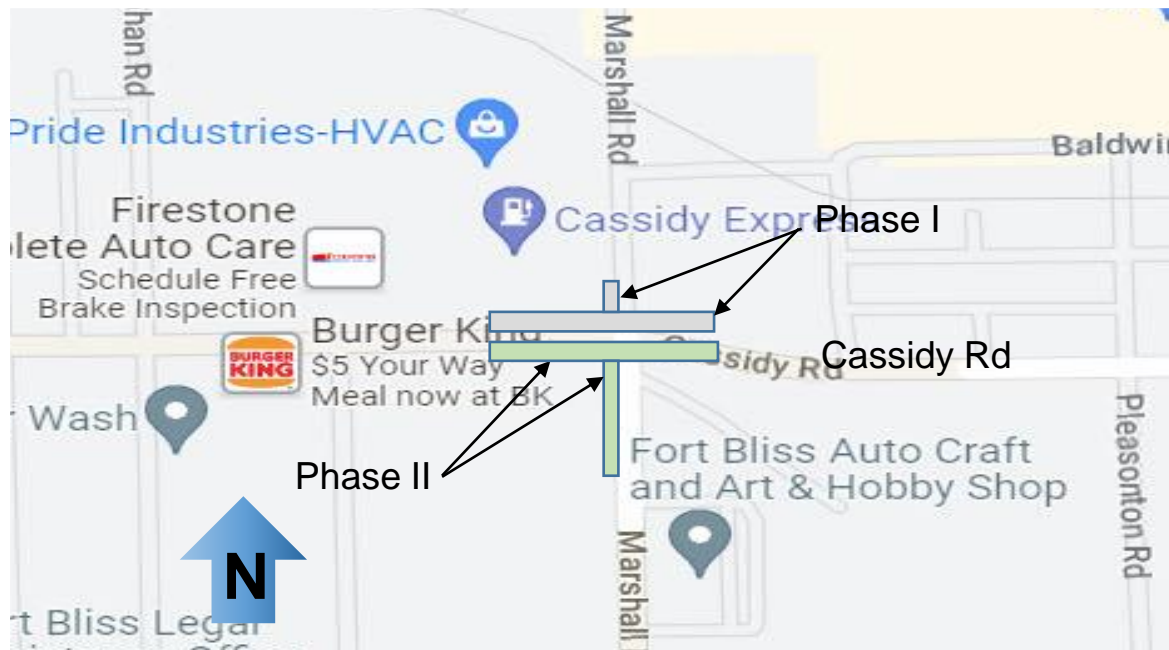 han Rd
Marshall Rd
Pride Industries-HVAC
Baldwi
Firestone
lete Auto Care
Schedule Free
Brake Inspection
Cassidy Expres
Phase I
Burger King
$5 Your Way
Meal now at BK
BURGER
KING
Cassidy Rd
Cassidy Rd
Wash
Phase II
Fort Bliss Auto Craft
and Art & Hobby Shop
Pleasonton Rd
N
Marshall
rt Bliss Legal